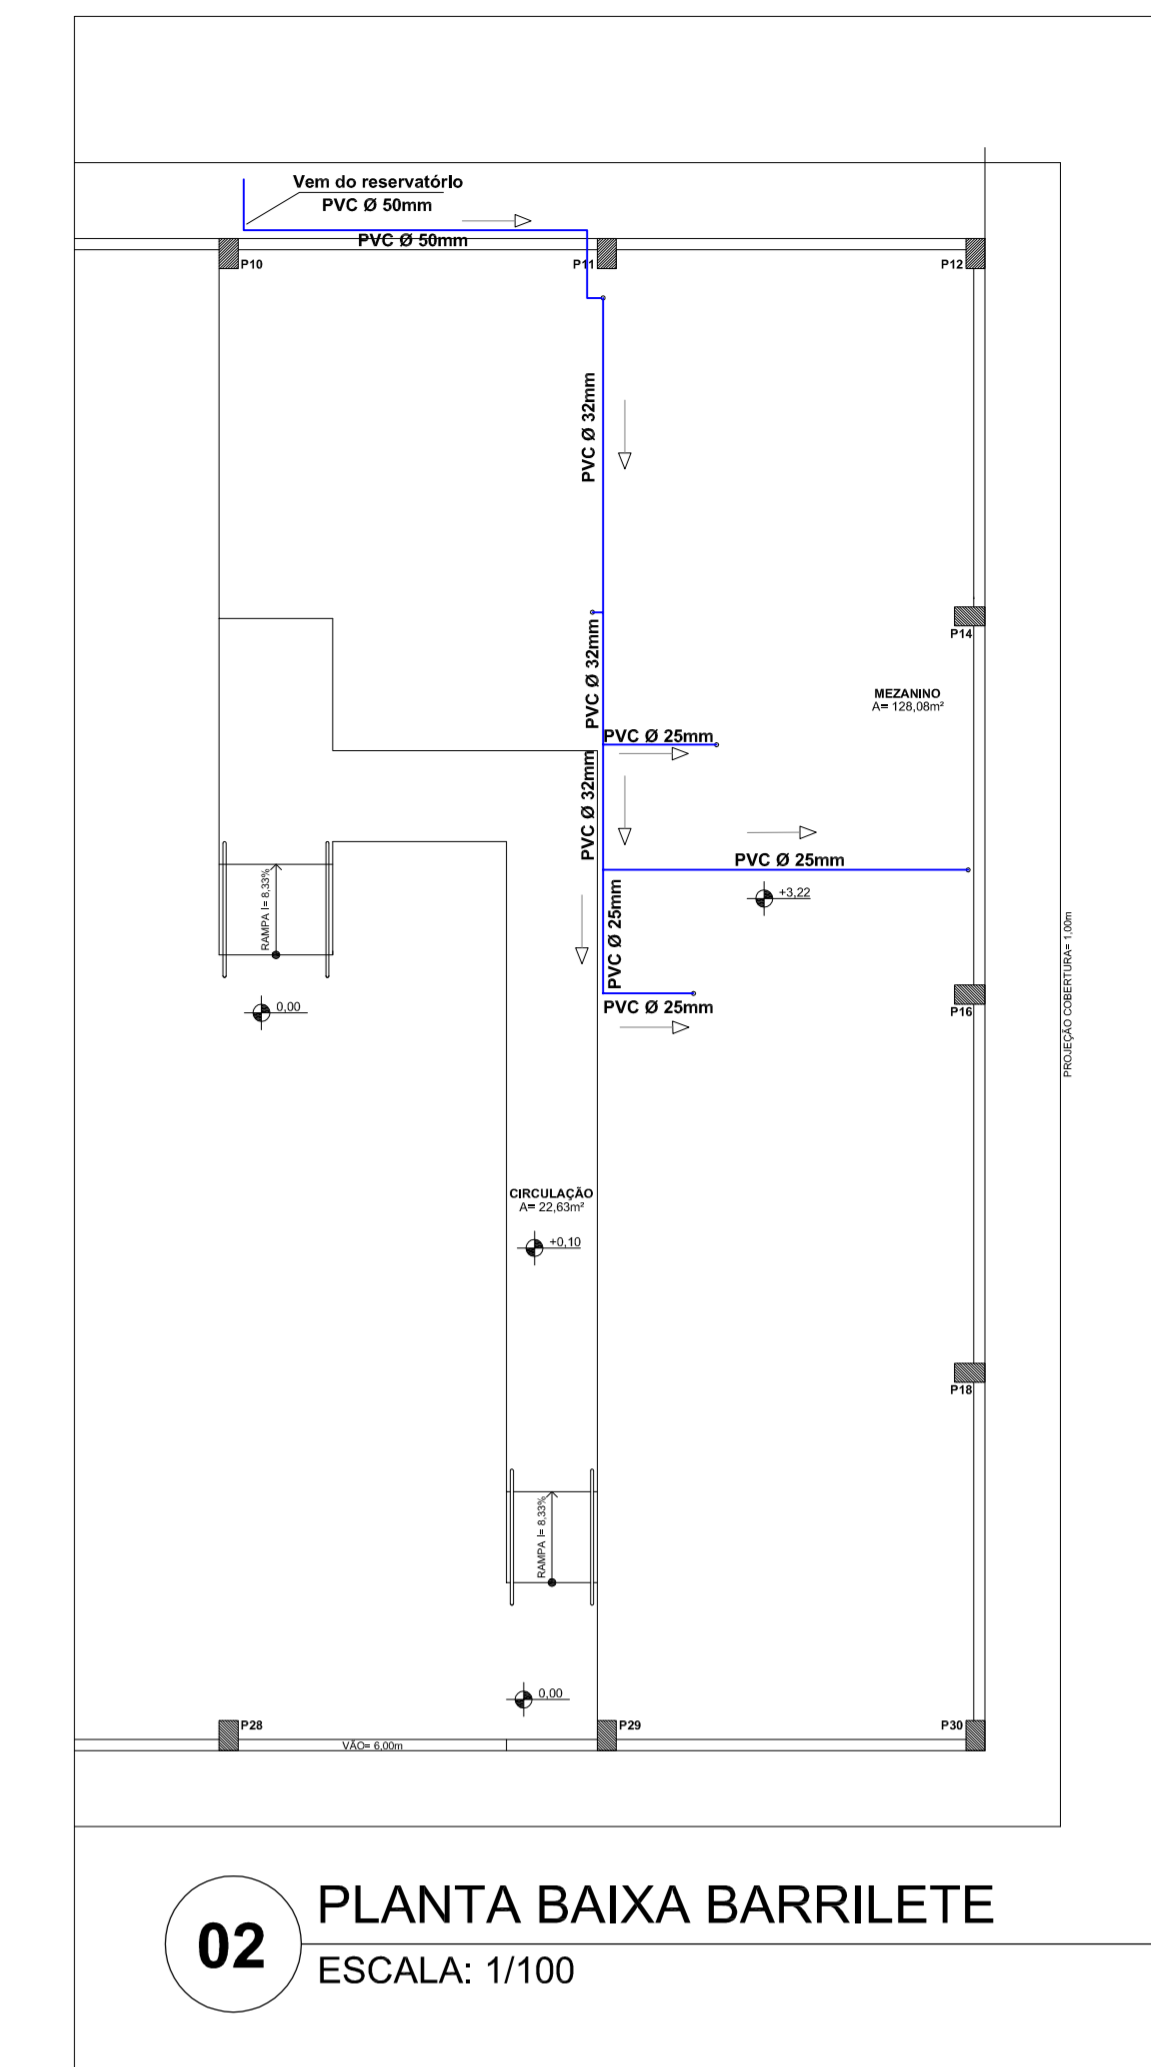 Vem do reservatório
PVC Ø 50mm
PVC Ø 50mm
P10
P11
P12
PVC Ø 32mm
P14
PVC Ø 32mm
MEZANINO
A= 128,08m²
PVC Ø 25mm
PVC Ø 32mm
PVC Ø 25mm
RAMPA I= 8,33%
+3,22
PVC Ø 25mm
0,00
PVC Ø 25mm
P16
PROJEÇÃO COBERTURA= 1,00m
CIRCULAÇÃO
A= 22,63m²
+0,10
P18
RAMPA I= 8,33%
0,00
P28
P29
P30
VÃO= 6,00m
02
PLANTA BAIXA BARRILETE
ESCALA: 1/100